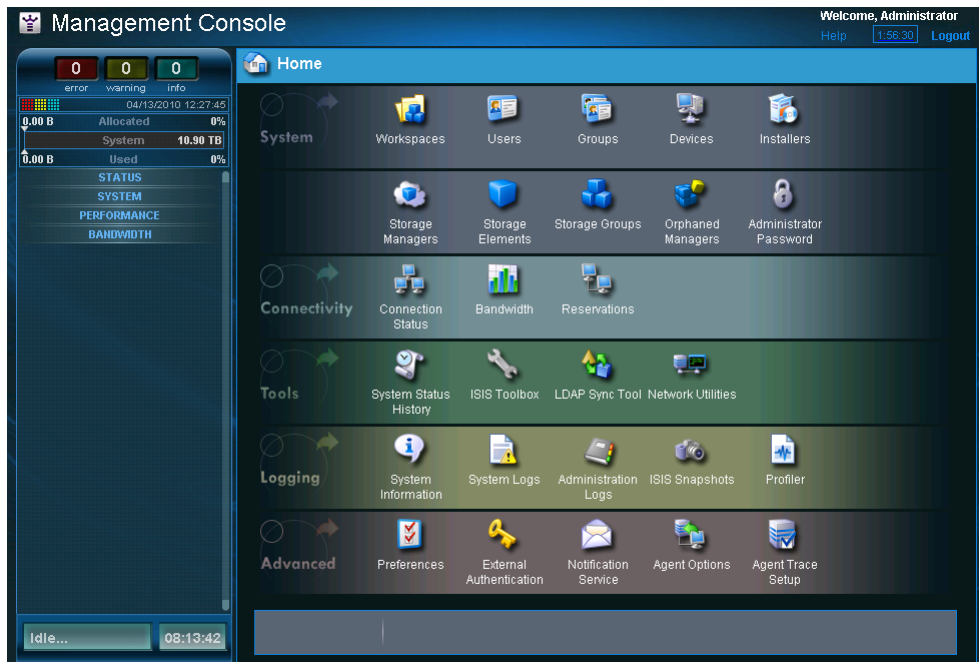 Management Console
Welcome, Administrator
Help 1:56:30 Logout
0 0 0
error warning info
04/13/2010 12:27:45
0.00 B Allocated 0%
System 10.90 TB
0.00 B Used 0%
STATUS
SYSTEM
PERFORMANCE
BANDWIDTH
Idle... 08:13:42
Home
System
Workspaces
Users
Groups
Devices
Installers
Storage
Managers
Storage
Elements
Storage Groups
Orphaned
Managers
Administrator
Password
Connectivity
Connection
Status
Bandwidth
Reservations
Tools
System Status
History
ISIS Toolbox
LDAP Sync Tool
Network Utilities
Logging
System
Information
System Logs
Administration
Logs
ISIS Snapshots
Profiler
Advanced
Preferences
External
Authentication
Notification
Service
Agent Options
Agent Trace
Setup